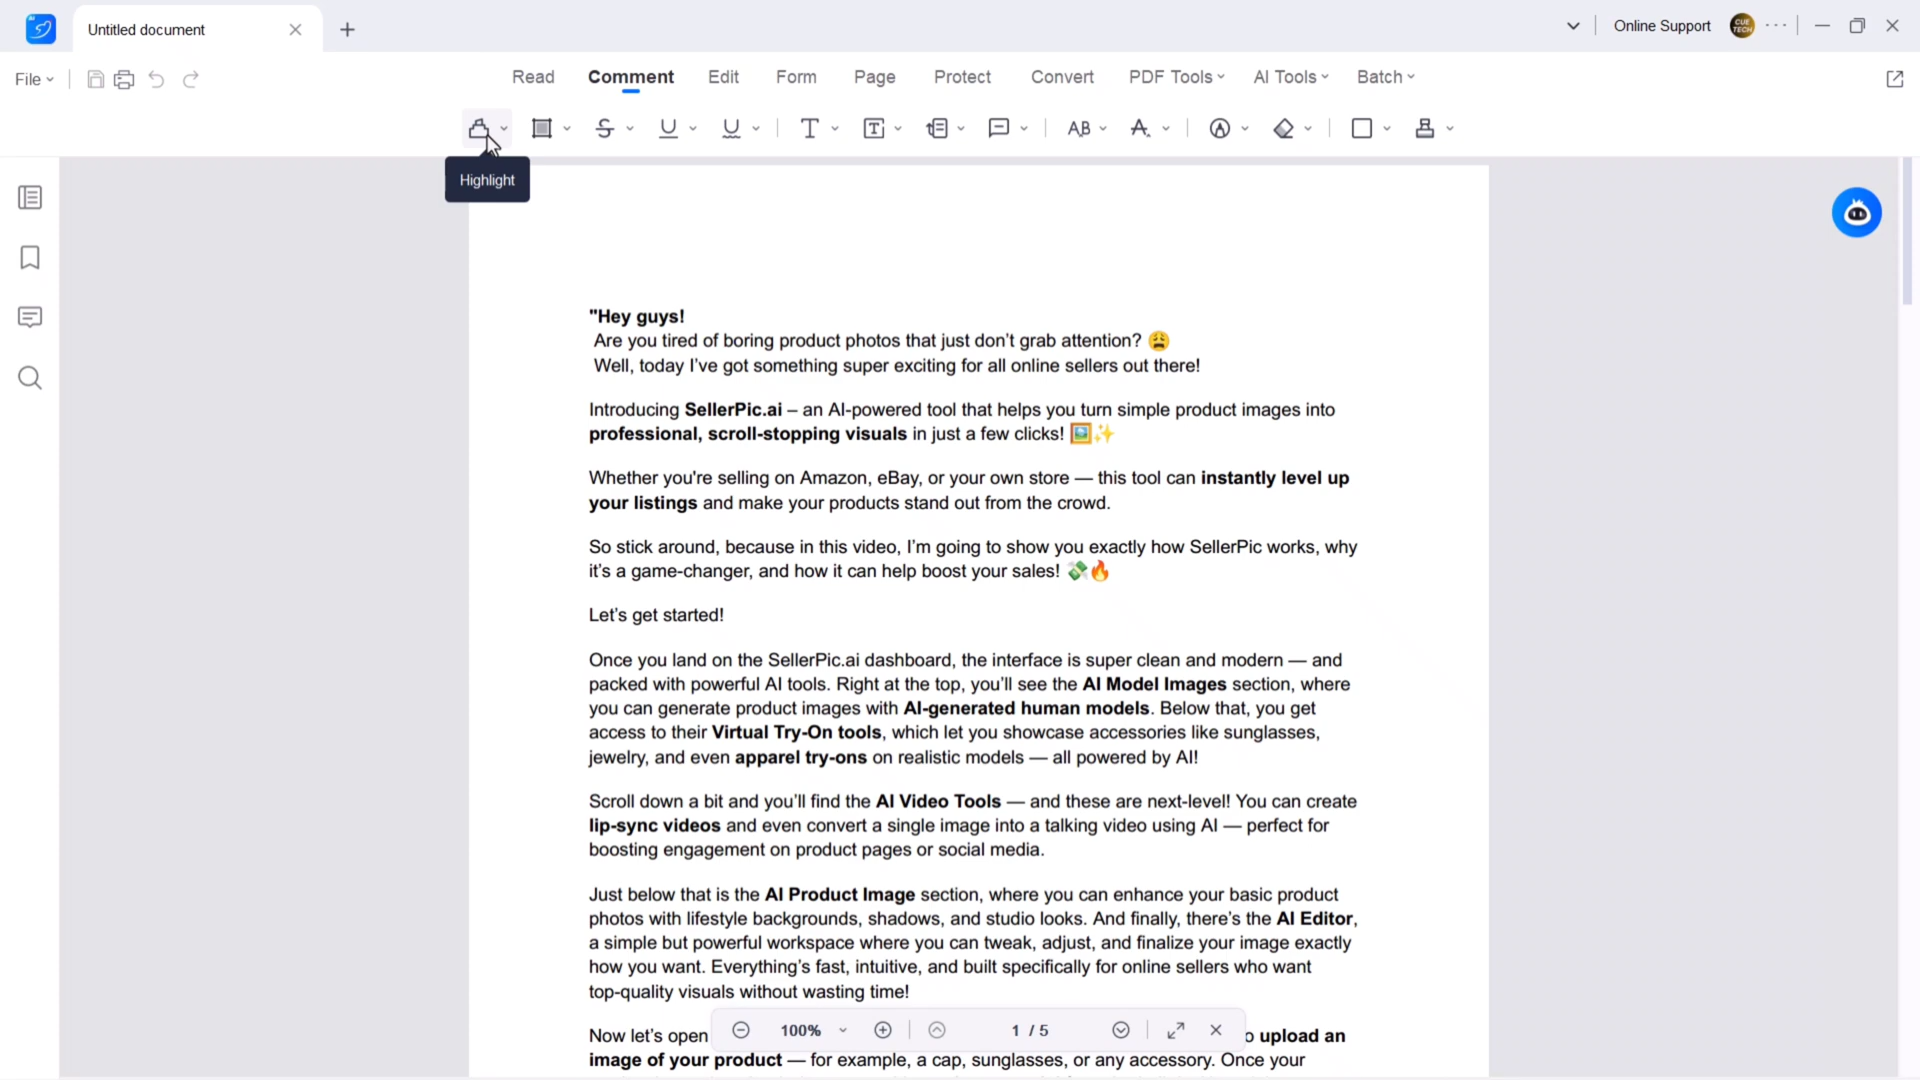 Untitled document
Online Support
CUE TECH
File
Read Comment Edit Form Page Protect Convert PDF Tools AI Tools Batch
Highlight
"Hey guys!
Are you tired of boring product photos that just don't grab attention? 😩
Well, today I've got something super exciting for all online sellers out there!
Introducing SellerPic.ai – an AI-powered tool that helps you turn simple product images into
professional, scroll-stopping visuals in just a few clicks! 🖼️✨
Whether you're selling on Amazon, eBay, or your own store — this tool can instantly level up
your listings and make your products stand out from the crowd.
So stick around, because in this video, I'm going to show you exactly how SellerPic works, why
it's a game-changer, and how it can help boost your sales! 💸🔥
Let's get started!
Once you land on the SellerPic.ai dashboard, the interface is super clean and modern — and
packed with powerful AI tools. Right at the top, you'll see the AI Model Images section, where
you can generate product images with AI-generated human models. Below that, you get
access to their Virtual Try-On tools, which let you showcase accessories like sunglasses,
jewelry, and even apparel try-ons on realistic models — all powered by AI!
Scroll down a bit and you'll find the AI Video Tools — and these are next-level! You can create
lip-sync videos and even convert a single image into a talking video using AI — perfect for
boosting engagement on product pages or social media.
Just below that is the AI Product Image section, where you can enhance your basic product
photos with lifestyle backgrounds, shadows, and studio looks. And finally, there's the AI Editor,
a simple but powerful workspace where you can tweak, adjust, and finalize your image exactly
how you want. Everything's fast, intuitive, and built specifically for online sellers who want
top-quality visuals without wasting time!
Now let's open upload an
100% 1 / 5
image of your product — for example, a cap, sunglasses, or any accessory. Once your